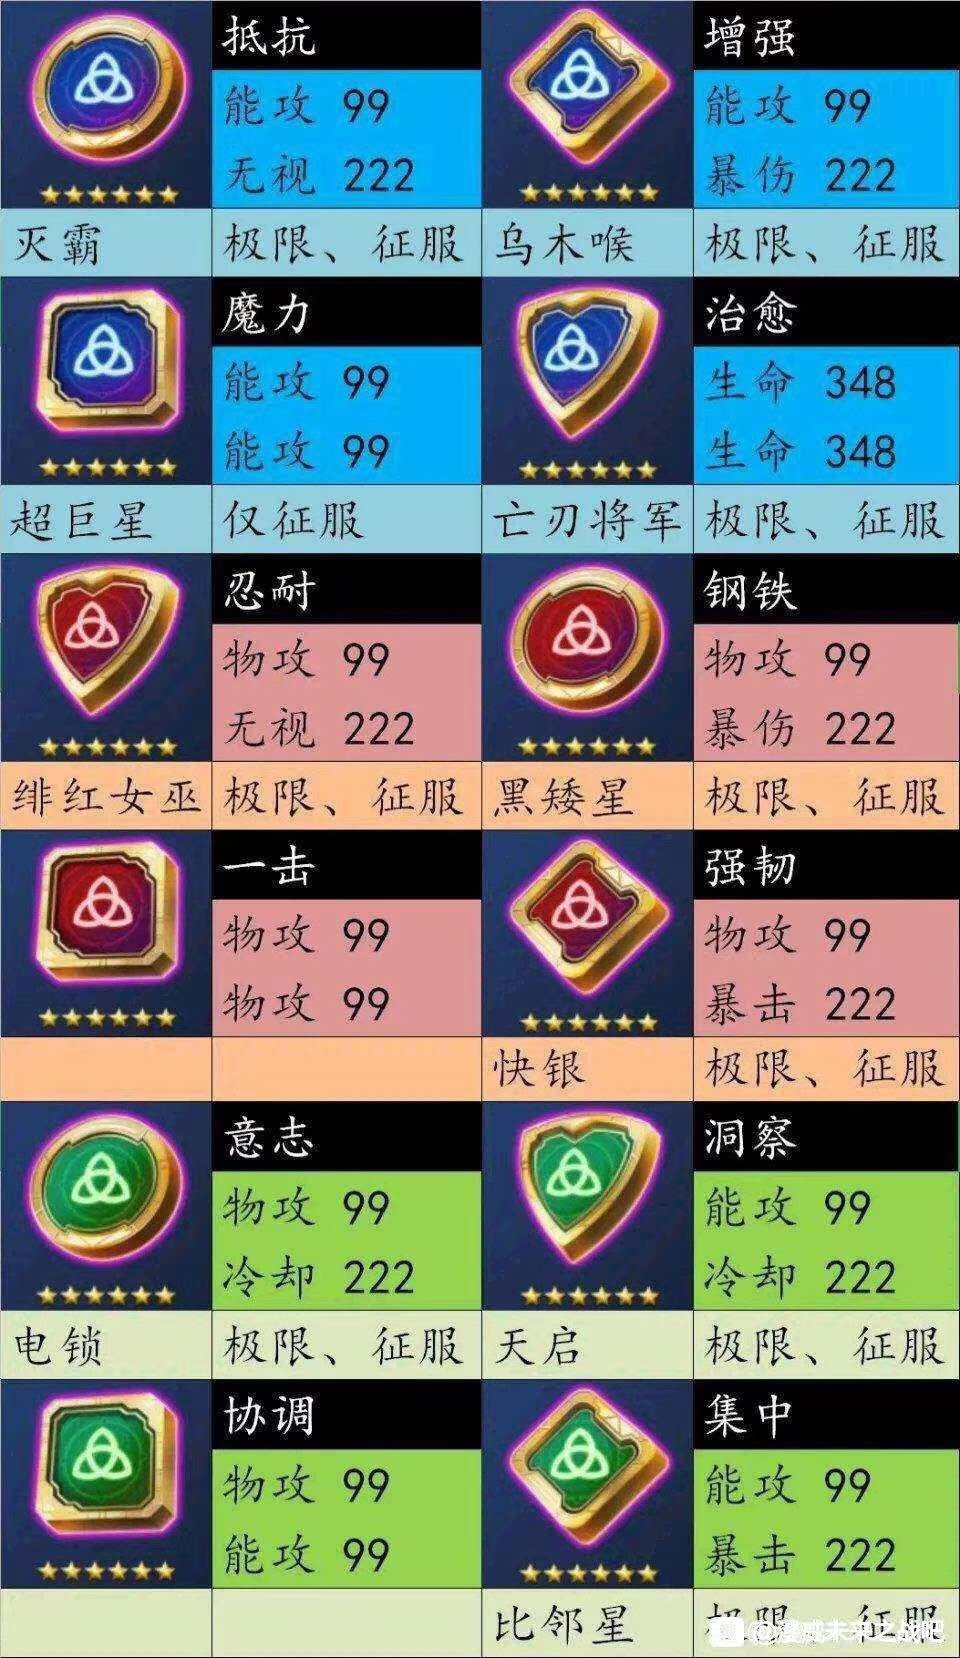 抵抗
能攻 99
无视 222
增强
能攻 99
暴伤 222
灭霸 极限、征服 乌木喉 极限、征服
魔力
能攻 99
能攻 99
治愈
生命 348
生命 348
超巨星 仅征服 亡刃将军 极限、征服
忍耐
物攻 99
无视 222
钢铁
物攻 99
暴伤 222
绯红女巫 极限、征服 黑矮星 极限、征服
一击
物攻 99
物攻 99
强韧
物攻 99
暴击 222
快银 极限、征服
意志
物攻 99
冷却 222
洞察
能攻 99
冷却 222
电锁 极限、征服 天启 极限、征服
协调
物攻 99
能攻 99
集中
能攻 99
暴击 222
比邻星 极限、征服
@漫威未来之战吧